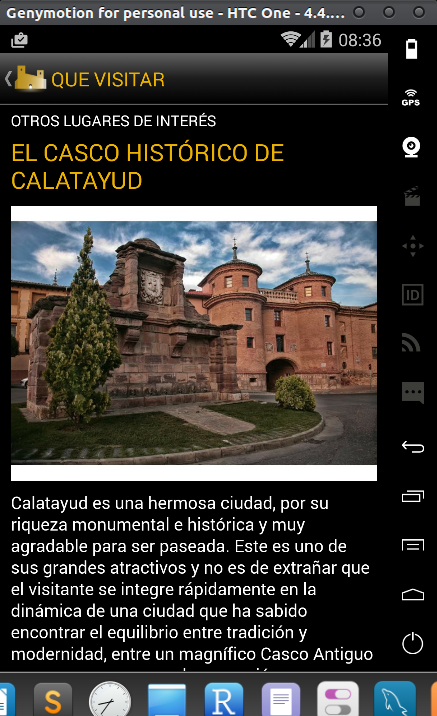 Genymotion for personal use - HTC One - 4.4....
08:36
QUE VISITAR
GPS
OTROS LUGARES DE INTERÉS
EL CASCO HISTÓRICO DE
CALATAYUD
ID
Calatayud es una hermosa ciudad, por su
riqueza monumental e histórica y muy
agradable para ser paseada. Este es uno de
sus grandes atractivos y no es de extrañar que
el visitante se integre rápidamente en la
dinámica de una ciudad que ha sabido
encontrar el equilibrio entre tradición y
modernidad, entre un magnífico Casco Antiguo
S
R